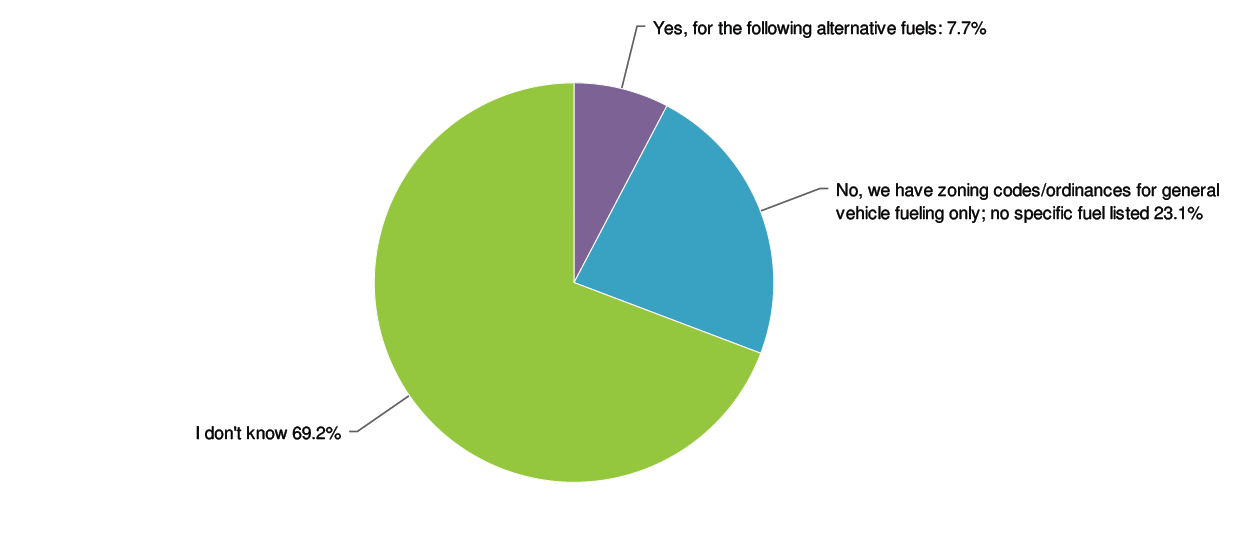 Yes, for the following alternative fuels: 7.7%
No, we have zoning codes/ordinances for general
vehicle fueling only; no specific fuel listed 23.1%
I don't know 69.2%